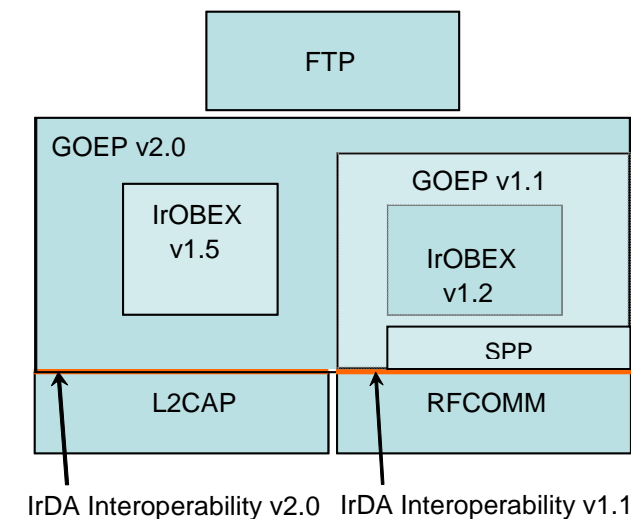 FTP
GOEP v2.0
GOEP v1.1
IrOBEX
v1.5
IrOBEX
v1.2
SPP
L2CAP
RFCOMM
IrDA Interoperability v2.0
IrDA Interoperability v1.1